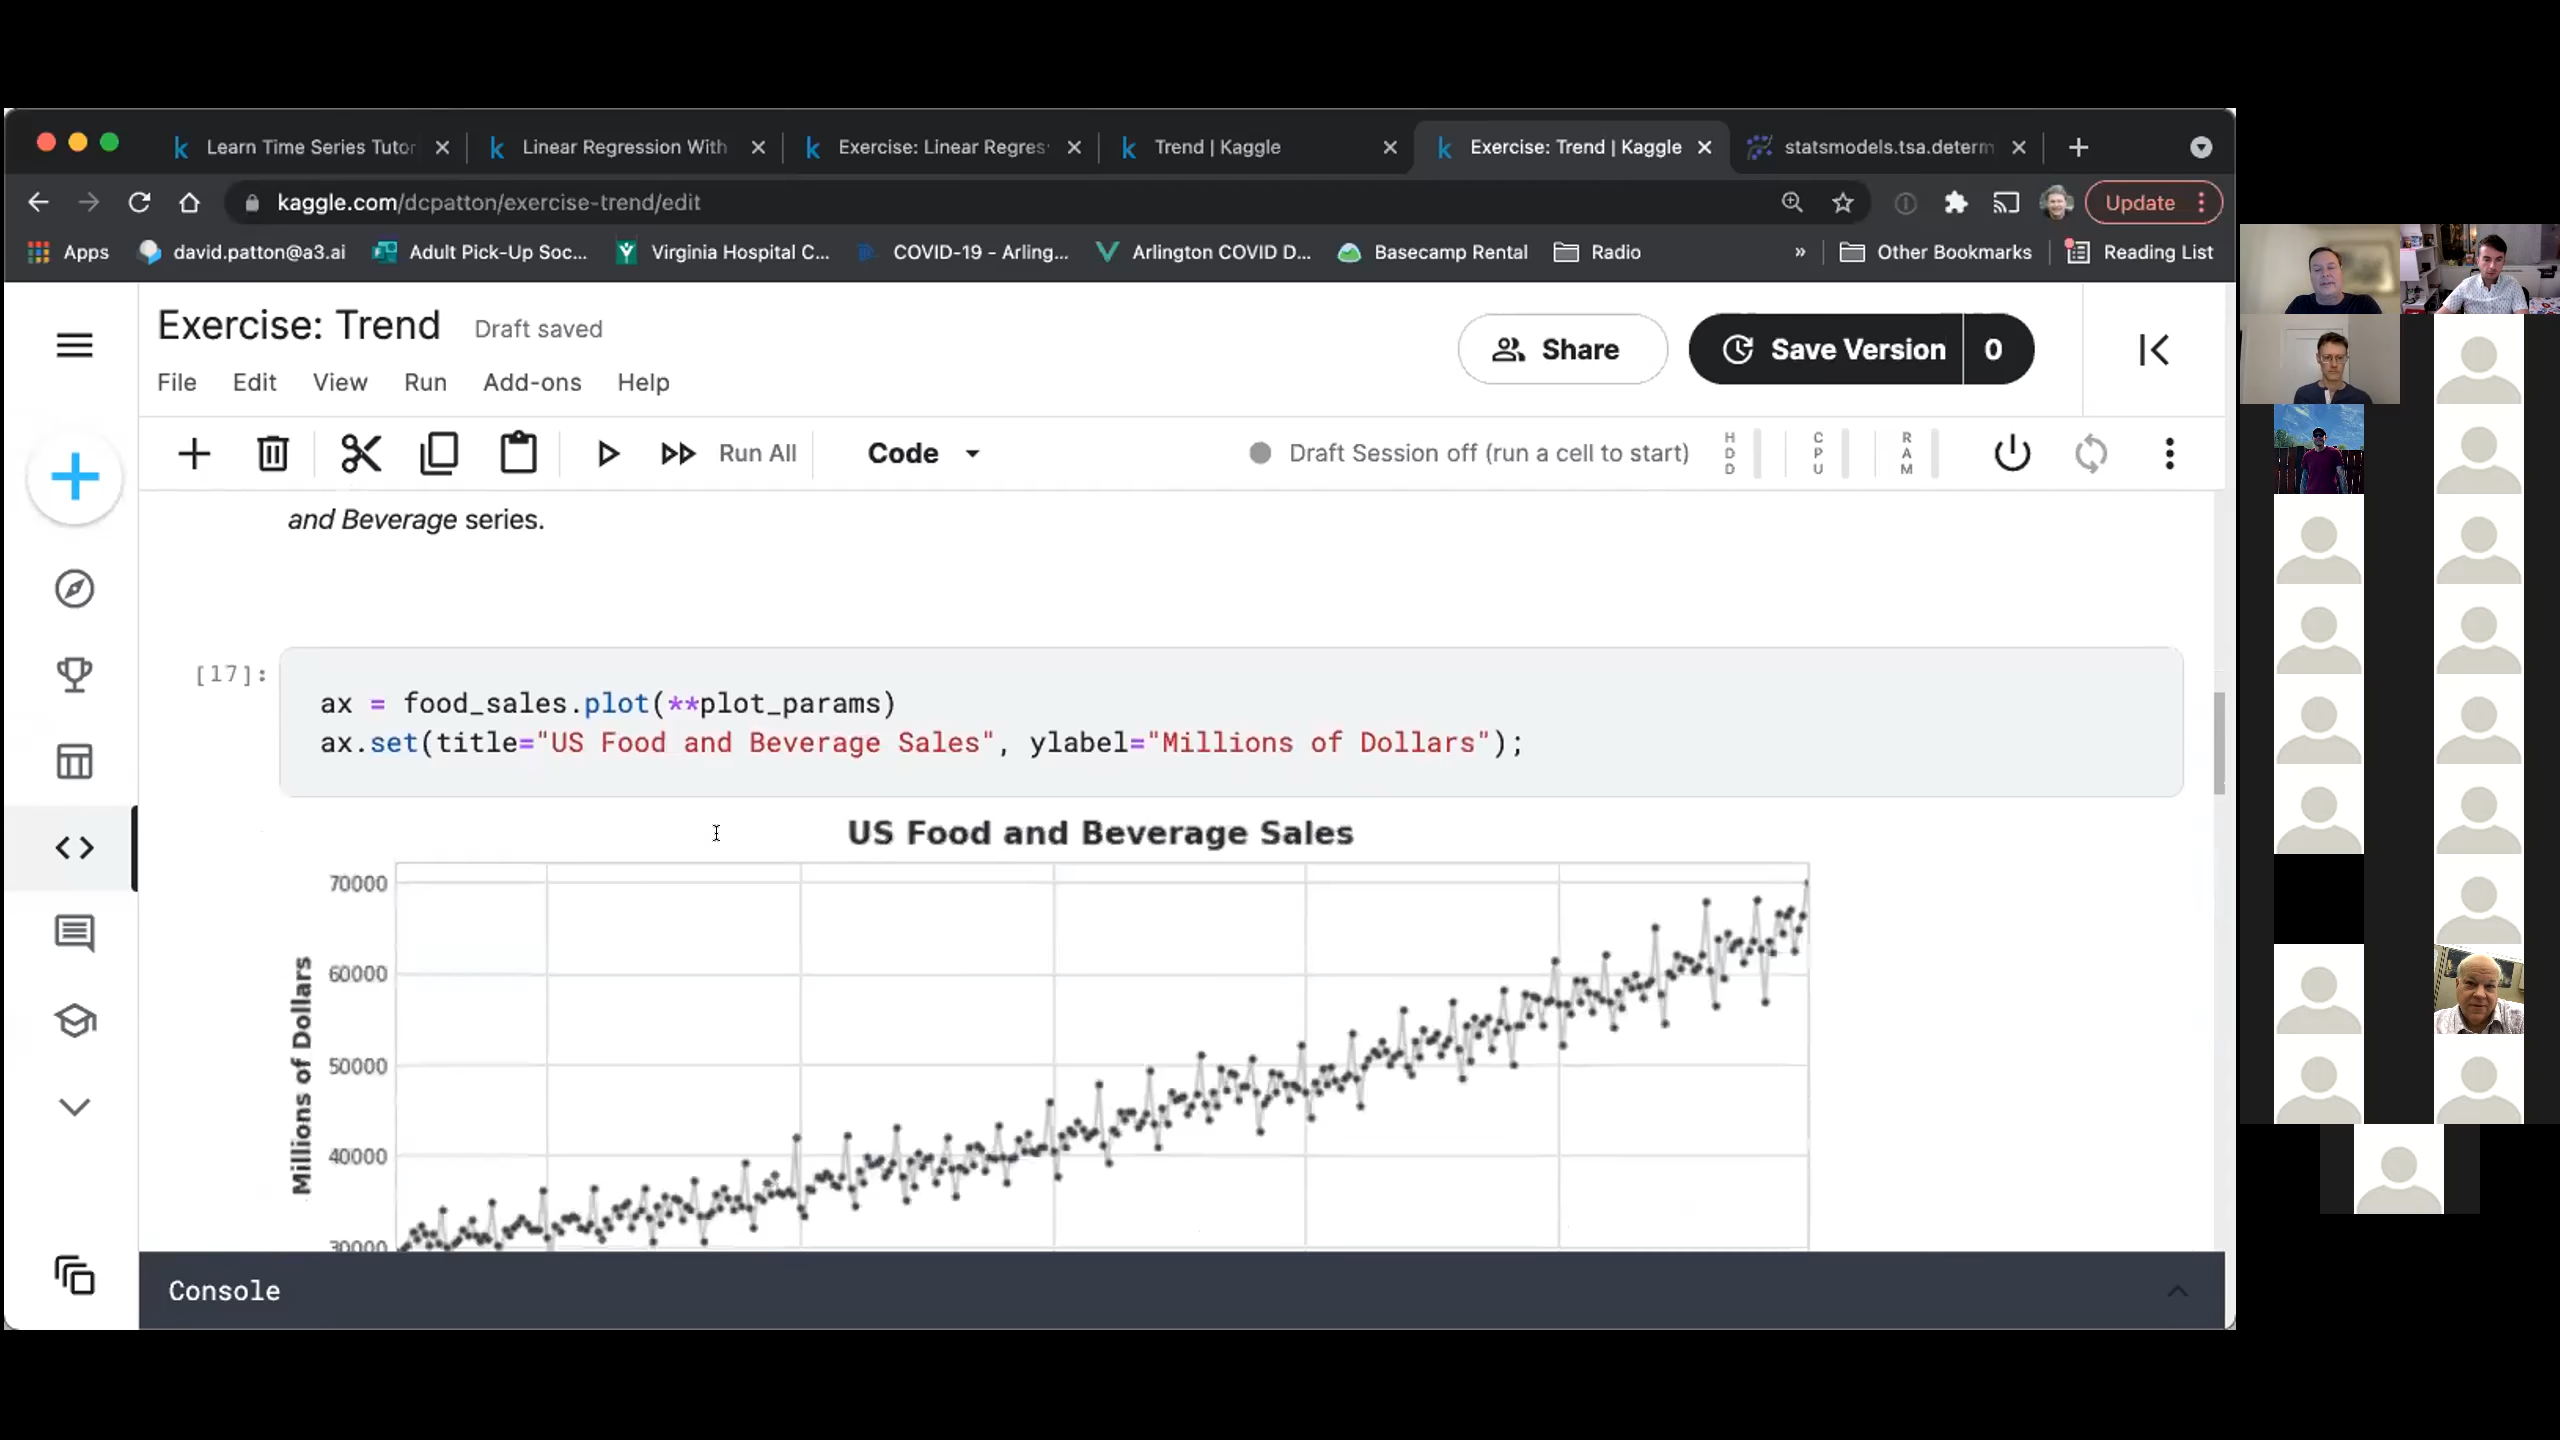 Learn Time Series Tutor
Linear Regression With
Exercise: Linear Regres
Trend | Kaggle
Exercise: Trend | Kaggle
statsmodels.tsa.determ
kaggle.com/dcpatton/exercise-trend/edit
Update
Apps
david.patton@a3.ai
Adult Pick-Up Soc...
Virginia Hospital C...
COVID-19 - Arling...
Arlington COVID D...
Basecamp Rental
Radio
»
Other Bookmarks
Reading List
Exercise: Trend
Draft saved
File Edit View Run Add-ons Help
Share
Save Version
0
Run All
Code
Draft Session off (run a cell to start)
HDD
CPU
RAM
and Beverage series.
[17]:
ax = food_sales.plot(**plot_params)
ax.set(title="US Food and Beverage Sales", ylabel="Millions of Dollars");
US Food and Beverage Sales
Millions of Dollars
70000
60000
50000
40000
30000
Console